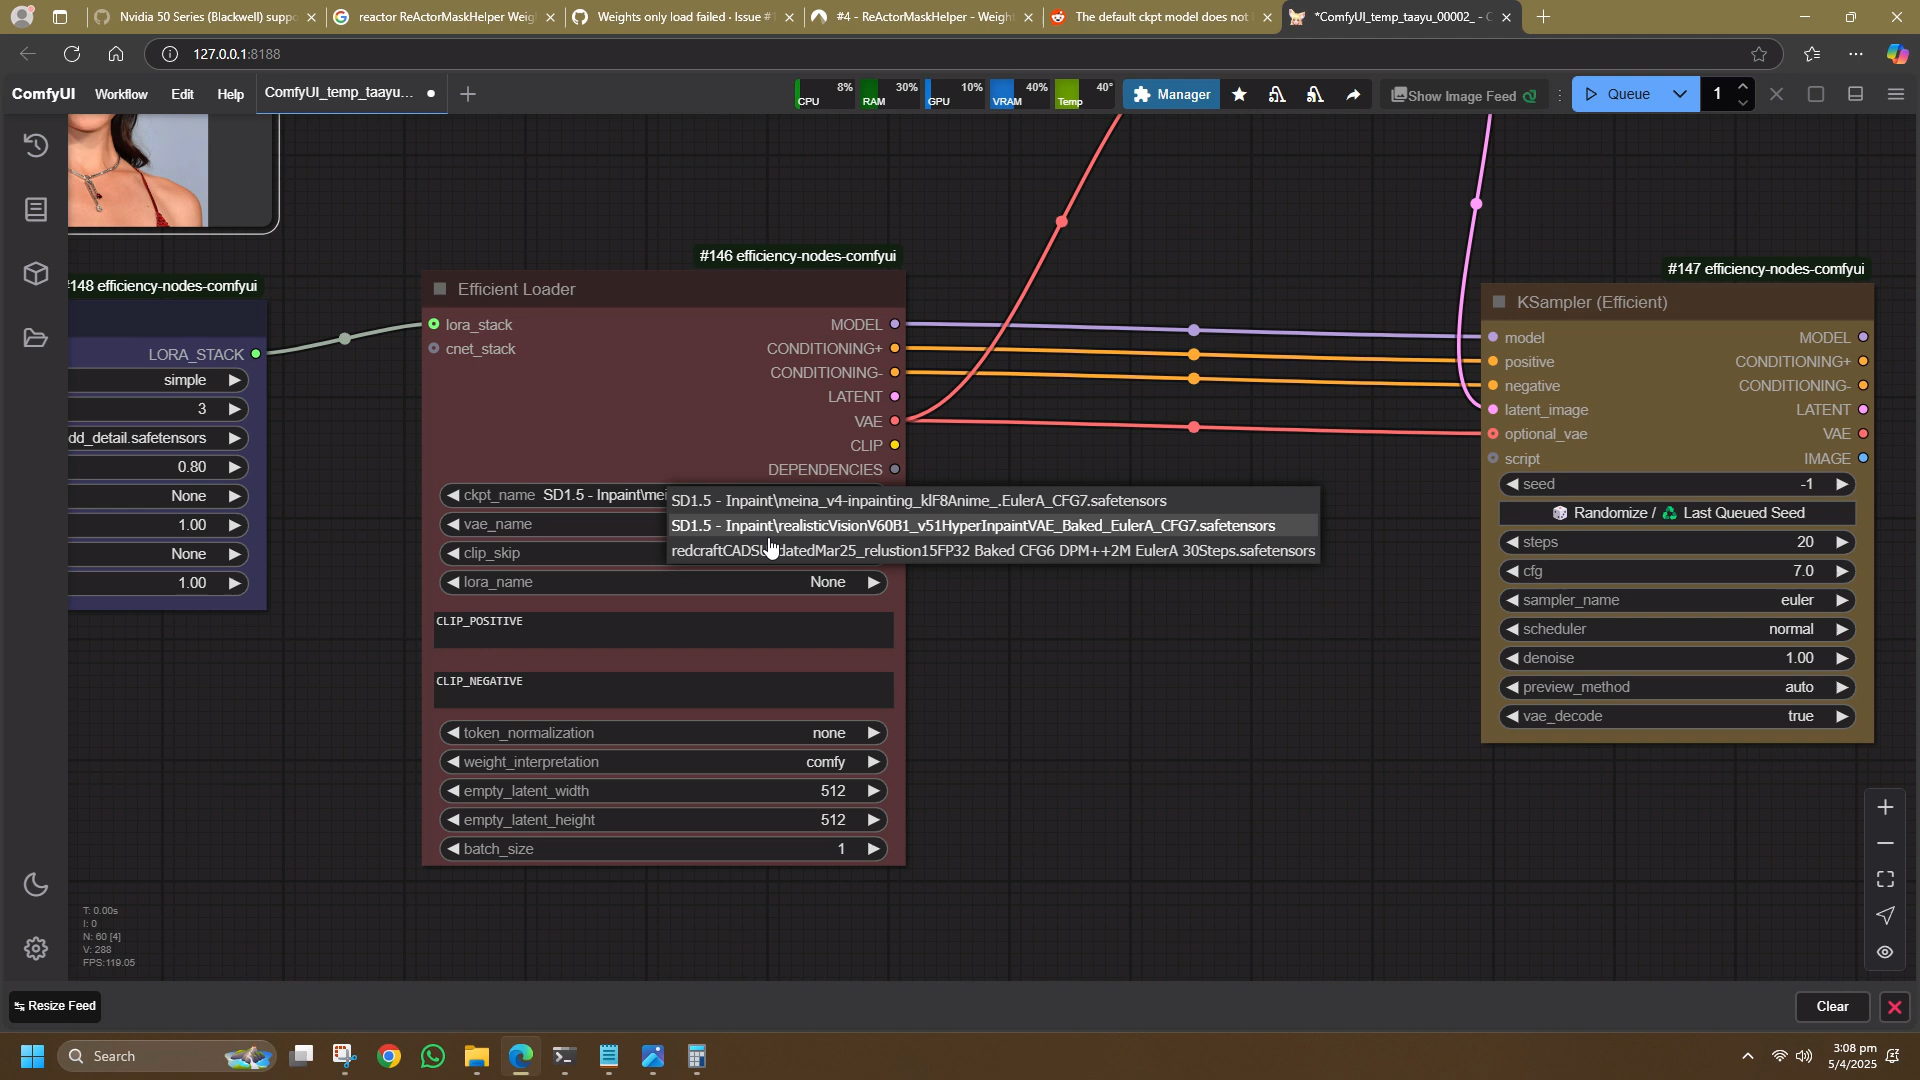 Nvidia 50 Series (Blackwell) suppo
reactor ReActorMaskHelper Weig
Weights only load failed · Issue #1
#4 - ReActorMaskHelper - Weigh
The default ckpt model does not
*ComfyUI_temp_taayu_00002_ - C
127.0.0.1:8188
ComfyUI
Workflow
Edit
Help
ComfyUI_temp_taayu...
CPU 8%
RAM 30%
GPU 10%
VRAM 40%
Temp 40°
Manager
Show Image Feed
Queue
1
#146 efficiency-nodes-comfyui
#147 efficiency-nodes-comfyui
#148 efficiency-nodes-comfyui
LORA_STACK
simple
3
dd_detail.safetensors
0.80
None
1.00
None
1.00
Efficient Loader
lora_stack MODEL
cnet_stack CONDITIONING+
CONDITIONING-
LATENT
VAE
CLIP
DEPENDENCIES
ckpt_name SD1.5 - Inpaint\mei
vae_name
clip_skip
lora_name None
SD1.5 - Inpaint\meina_v4-inpainting_klF8Anime_.EulerA_CFG7.safetensors
SD1.5 - Inpaint\realisticVisionV60B1_v51HyperInpaintVAE_Baked_EulerA_CFG7.safetensors
datedMar25_relustion15FP32 Baked CFG6 DPM++2M EulerA 30Steps.safetensors
CLIP_POSITIVE
CLIP_NEGATIVE
token_normalization none
weight_interpretation comfy
empty_latent_width 512
empty_latent_height 512
batch_size 1
KSampler (Efficient)
model MODEL
positive CONDITIONING+
negative CONDITIONING-
latent_image LATENT
optional_vae VAE
script IMAGE
seed -1
Randomize / Last Queued Seed
steps 20
cfg 7.0
sampler_name euler
scheduler normal
denoise 1.00
preview_method auto
vae_decode true
T: 0.00s
I: 0
N: 60 [4]
V: 288
FPS:119.05
Resize Feed
Clear
Search
3:08 pm
5/4/2025